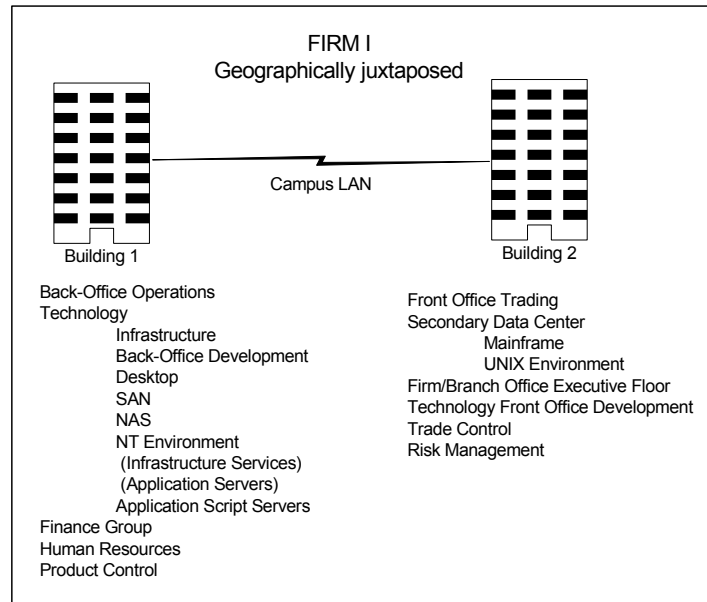 FIRM I
Geographically juxtaposed
Campus LAN
Building 1
Building 2
Back-Office Operations
Technology
Infrastructure
Back-Office Development
Desktop
SAN
NAS
NT Environment
(Infrastructure Services)
(Application Servers)
Application Script Servers
Finance Group
Human Resources
Product Control
Front Office Trading
Secondary Data Center
Mainframe
UNIX Environment
Firm/Branch Office Executive Floor
Technology Front Office Development
Trade Control
Risk Management